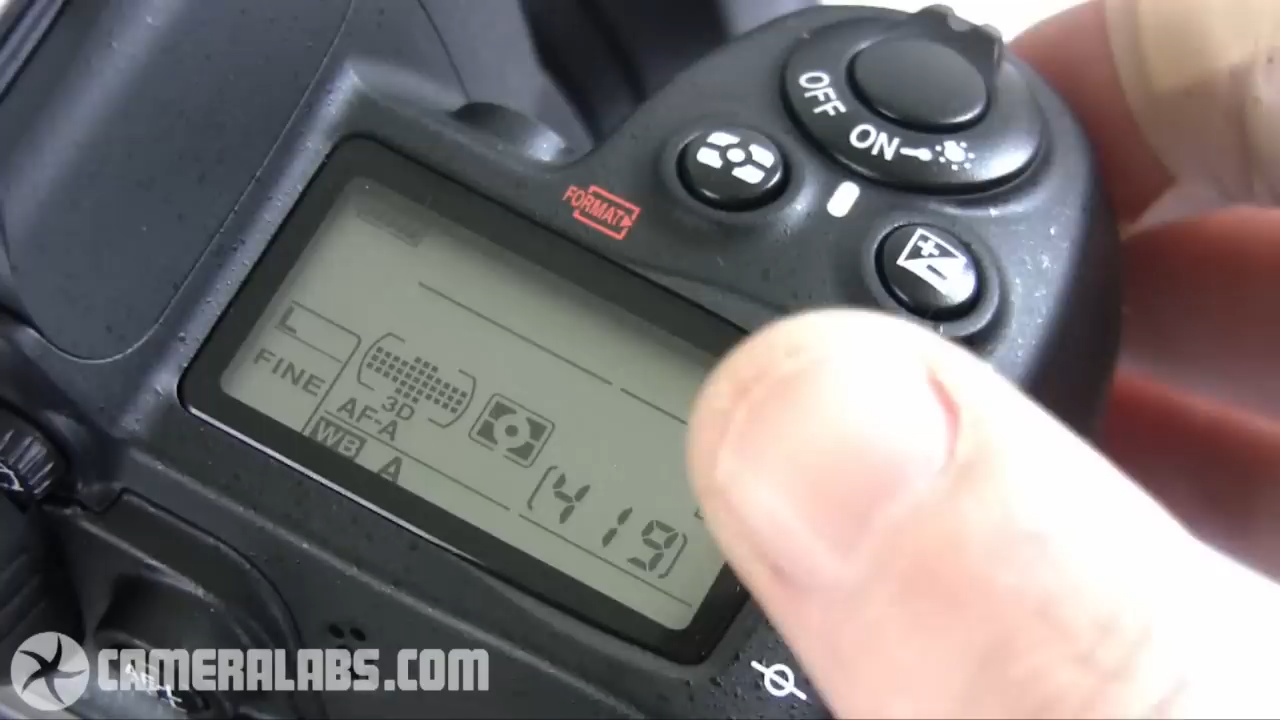 OFF
ON
FORMAT
L
FINE
3D
AF-A
WB A
[419]
CAMERALABS.COM